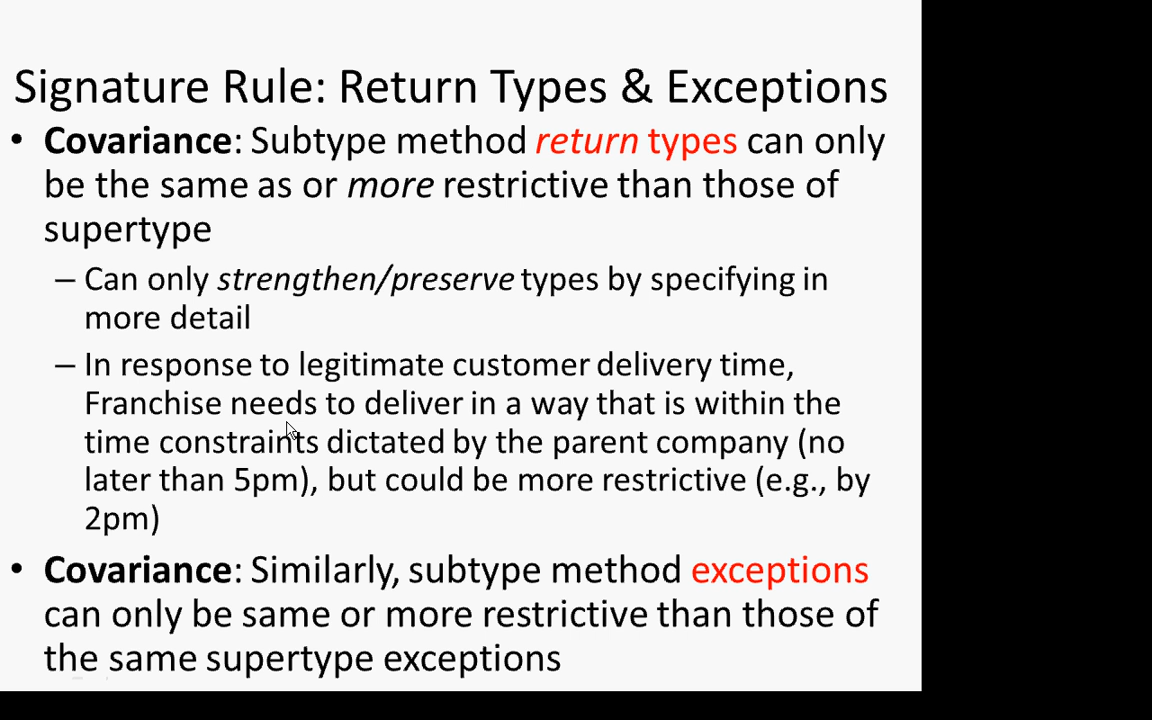 Signature Rule: Return Types & Exceptions
• Covariance: Subtype method return types can only
be the same as or more restrictive than those of
supertype
– Can only strengthen/preserve types by specifying in
more detail
– In response to legitimate customer delivery time,
Franchise needs to deliver in a way that is within the
time constraints dictated by the parent company (no
later than 5pm), but could be more restrictive (e.g., by
2pm)
• Covariance: Similarly, subtype method exceptions
can only be same or more restrictive than those of
the same supertype exceptions